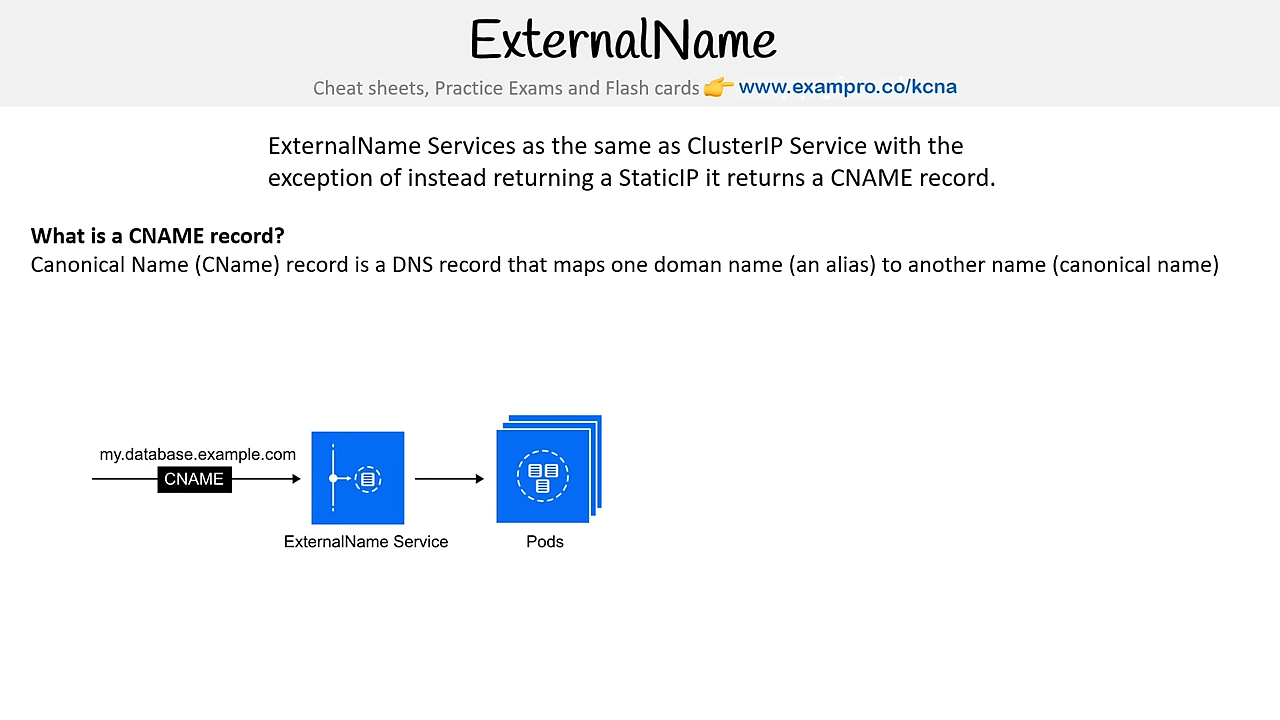 ExternalName
Cheat sheets, Practice Exams and Flash cards 👉 www.exampro.co/kcna
ExternalName Services as the same as ClusterIP Service with the
exception of instead returning a StaticIP it returns a CNAME record.
What is a CNAME record?
Canonical Name (CName) record is a DNS record that maps one doman name (an alias) to another name (canonical name)
my.database.example.com
CNAME
ExternalName Service
Pods